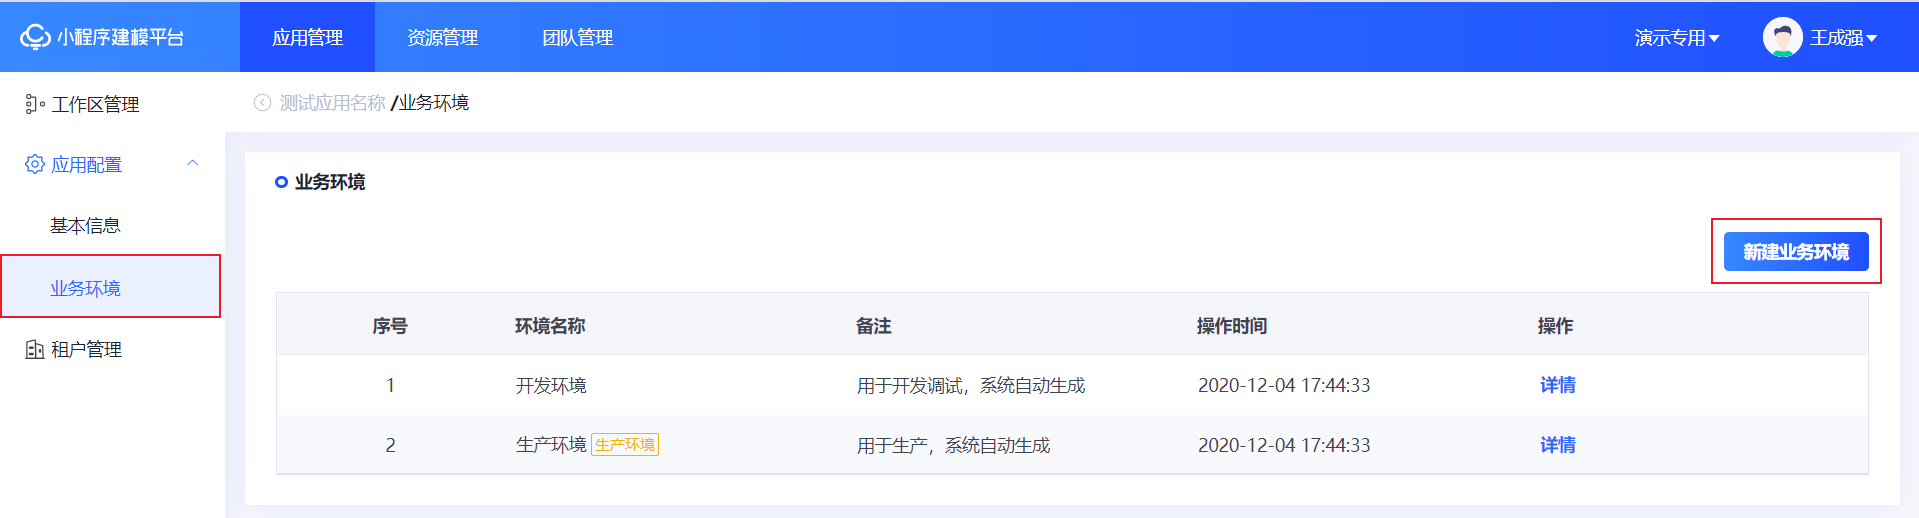 小程序建模平台 应用管理 资源管理 团队管理 演示专用 王成强
工作区管理
测试应用名称 /业务环境
应用配置
基本信息
业务环境
租户管理
业务环境
新建业务环境
序号 环境名称 备注 操作时间 操作
1 开发环境 用于开发调试，系统自动生成 2020-12-04 17:44:33 详情
2 生产环境 生产环境 用于生产，系统自动生成 2020-12-04 17:44:33 详情